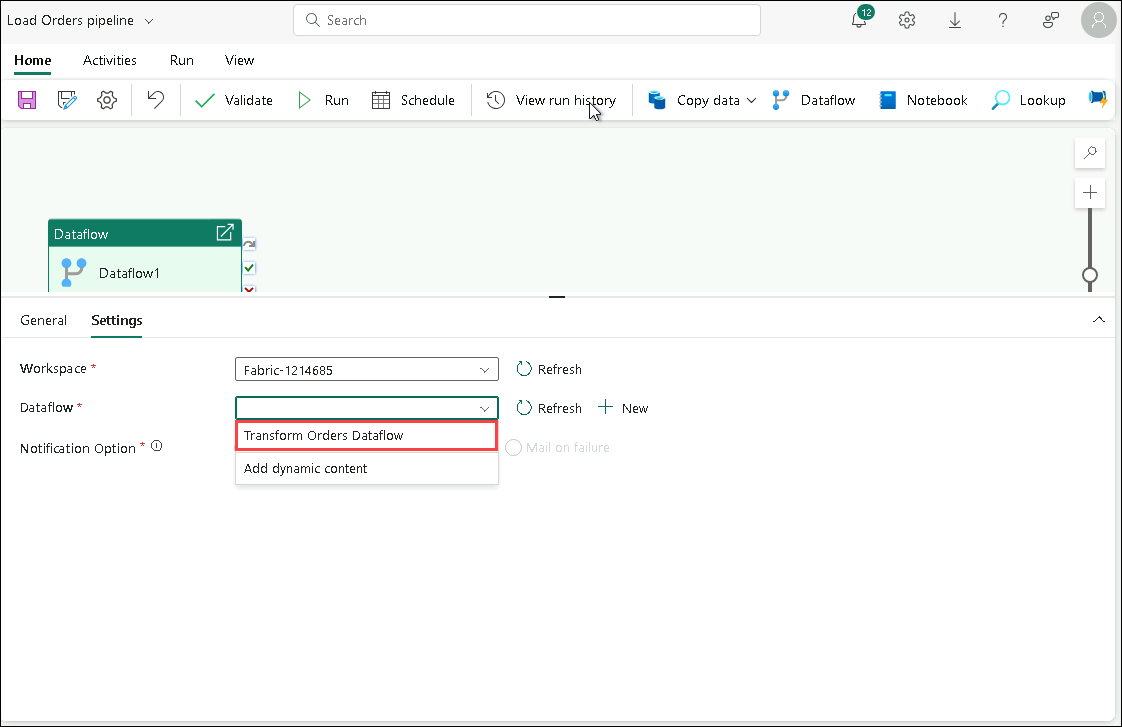 Load Orders pipeline
Search
12
Home Activities Run View
Validate Run Schedule View run history Copy data Dataflow Notebook Lookup
Dataflow
Dataflow1
General Settings
Workspace * Fabric-1214685 Refresh
Dataflow * Refresh New
Transform Orders Dataflow
Notification Option * Mail on failure
Add dynamic content